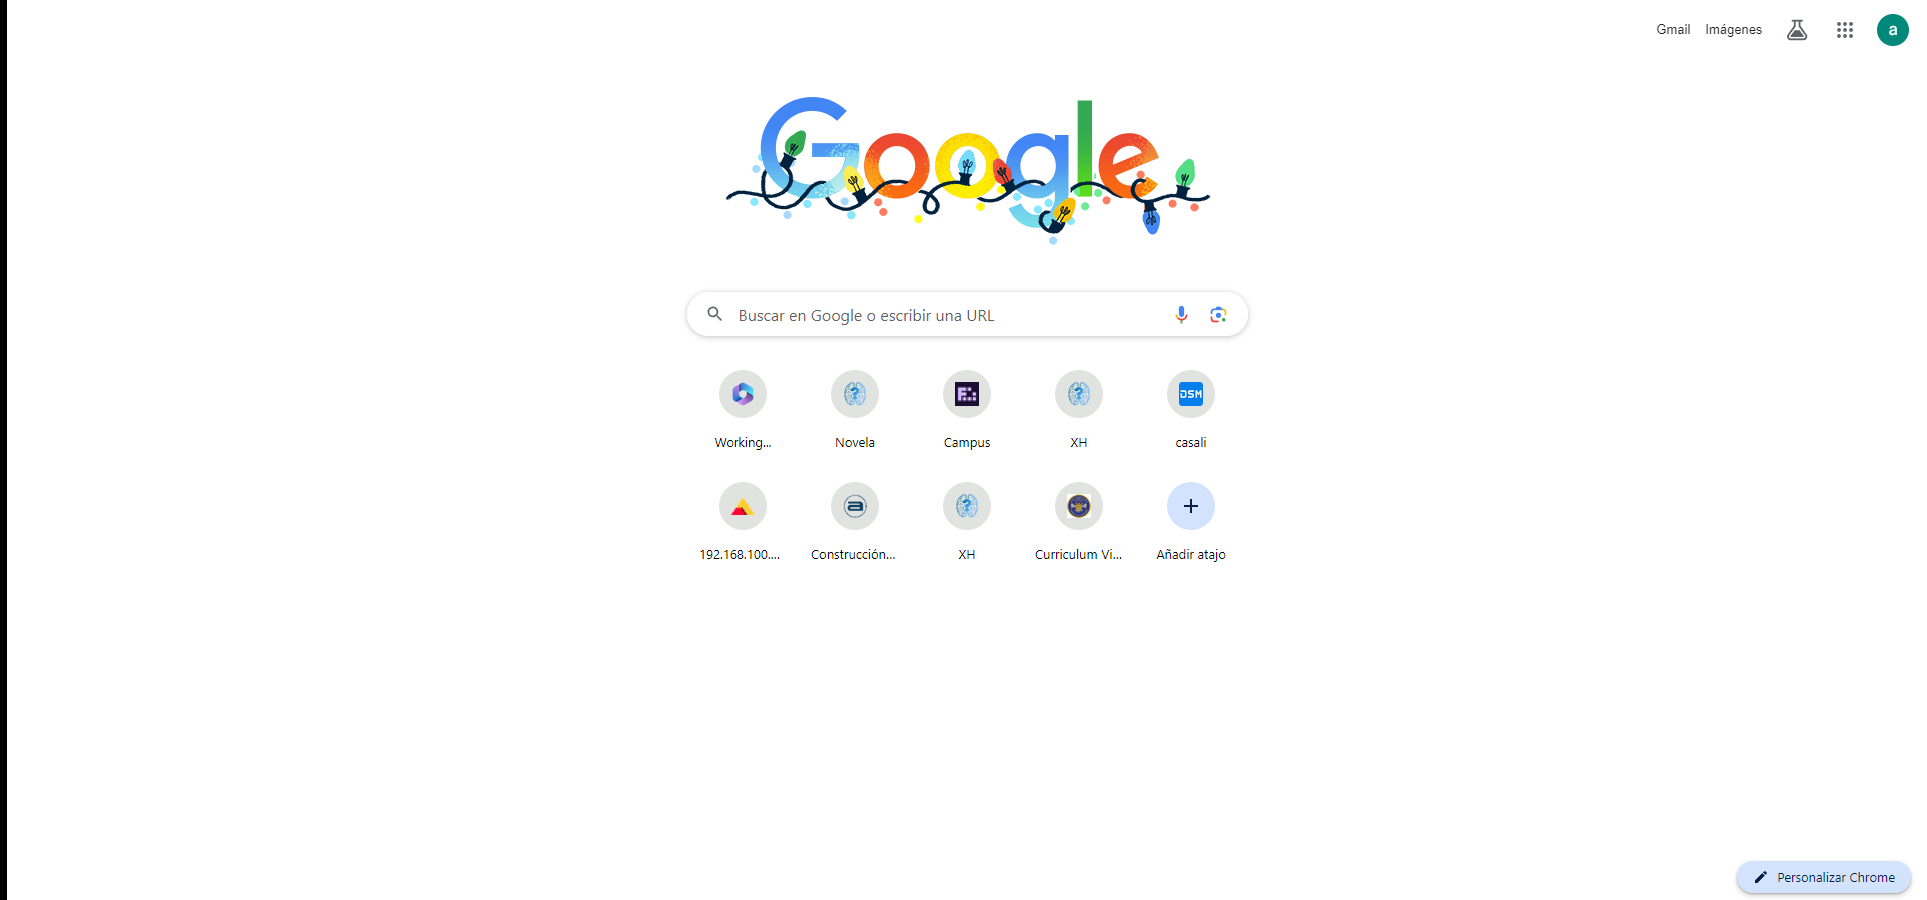 Gmail Imágenes a
Google
Buscar en Google o escribir una URL
DSM
Working... Novela Campus XH casali
a
192.168.100.... Construcción... XH Curriculum Vi... Añadir atajo
Personalizar Chrome